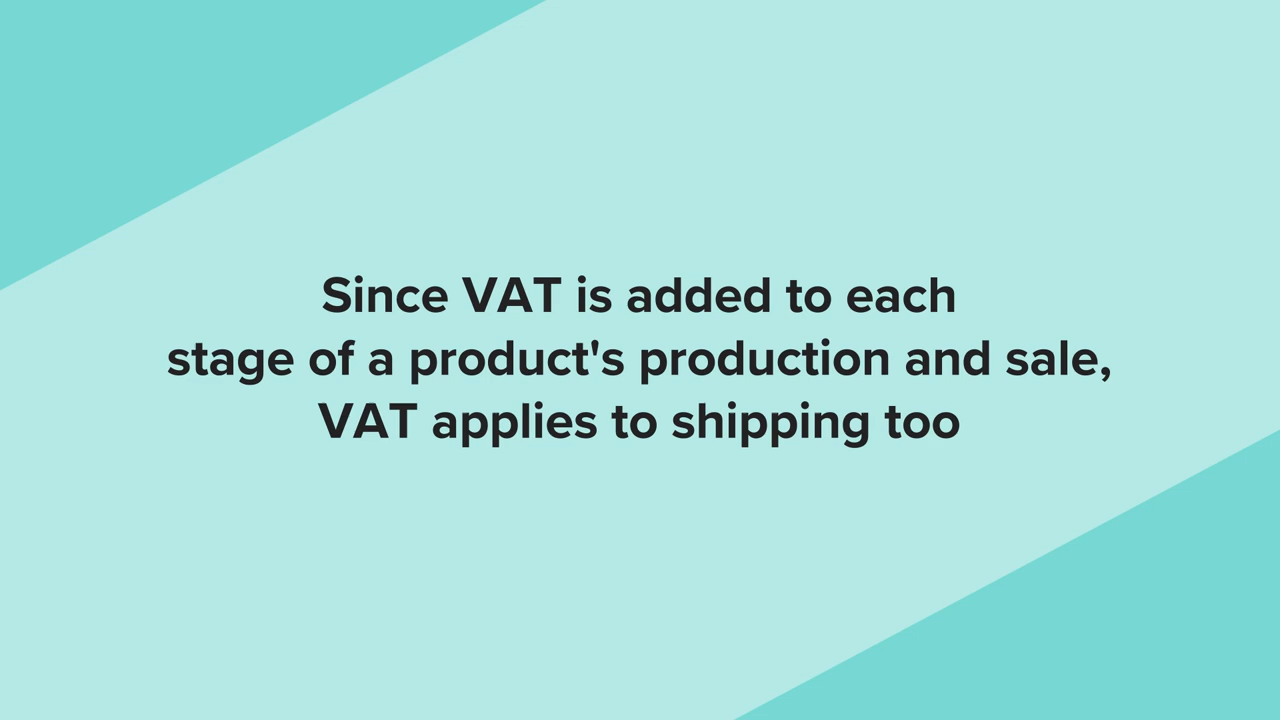 Since VAT is added to each
stage of a product's production and sale,
VAT applies to shipping too